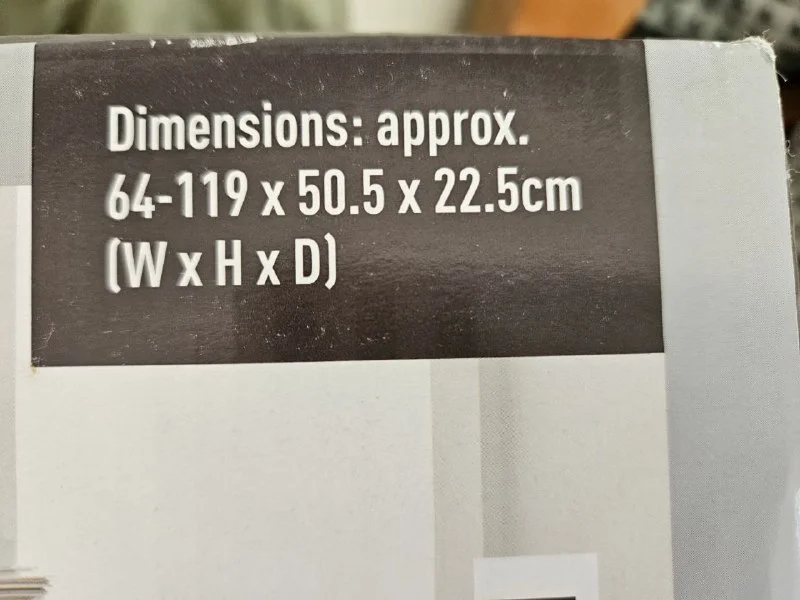 Dimensions: approx.
64-119 x 50.5 x 22.5cm
(W x H x D)